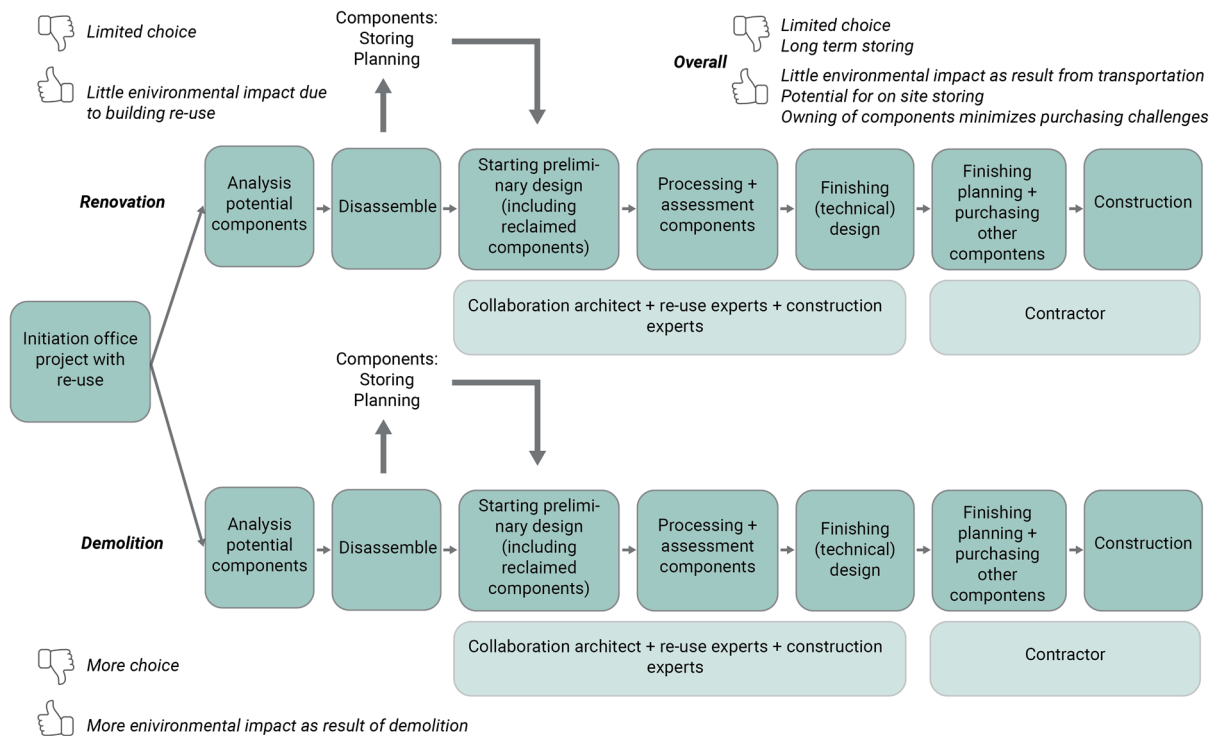 Limited choice
Little enivironmental impact due
to building re-use
Components:
Storing
Planning
Overall
Limited choice
Long term storing
Little environmental impact as result from transportation
Potential for on site storing
Owning of components minimizes purchasing challenges
Renovation
Analysis
potential
components
Disassemble
Starting prelimi-
nary design
(including
reclaimed
components)
Processing +
assessment
components
Finishing
(technical)
design
Finishing
planning +
purchasing
other
compontens
Construction
Collaboration architect + re-use experts + construction
experts
Contractor
Initiation office
project with
re-use
Components:
Storing
Planning
Demolition
Analysis
potential
components
Disassemble
Starting prelimi-
nary design
(including
reclaimed
components)
Processing +
assessment
components
Finishing
(technical)
design
Finishing
planning +
purchasing
other
compontens
Construction
Collaboration architect + re-use experts + construction
experts
Contractor
More choice
More enivironmental impact as result of demolition